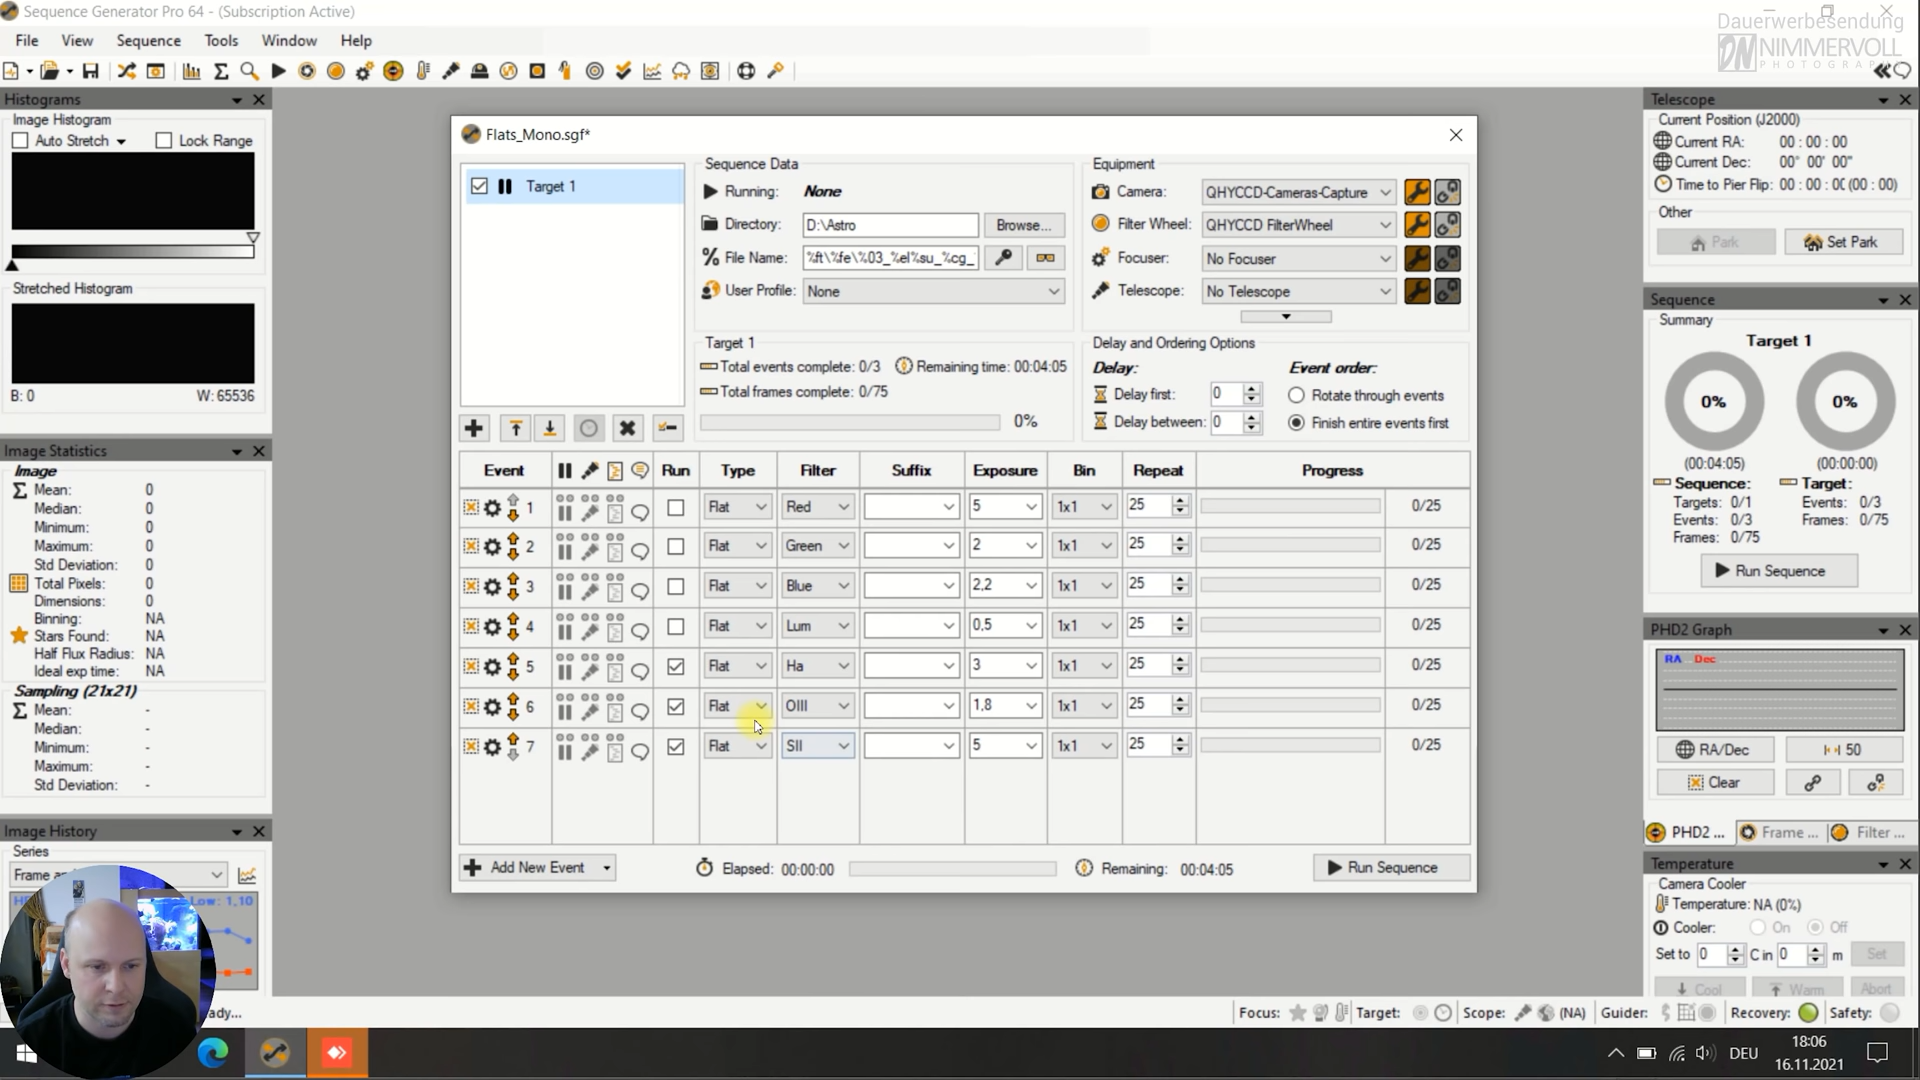 Sequence Generator Pro 64 - (Subscription Active)
Dauerwerbesendung
DN NIMMERVOLL
PHOTOGRAPHY
File View Sequence Tools Window Help
Histograms
Image Histogram
Auto Stretch Lock Range
Stretched Histogram
B: 0 W: 65536
Image Statistics
Image
Mean: 0
Median: 0
Minimum: 0
Maximum: 0
Std Deviation: 0
Total Pixels: 0
Dimensions: 0
Binning: NA
Stars Found: NA
Half Flux Radius: NA
Ideal exp time: NA
Sampling (21x21)
Mean: -
Median: -
Minimum: -
Maximum: -
Std Deviation: -
Image History
Series
Low: 1,10
Flats_Mono.sgf*
Target 1
Sequence Data
Running: None
Directory: D:\Astro Browse...
File Name: %ft\%fe\%03_%el%su_%cg_
User Profile: None
Equipment
Camera: QHYCCD-Cameras-Capture
Filter Wheel: QHYCCD FilterWheel
Focuser: No Focuser
Telescope: No Telescope
Target 1
Total events complete: 0/3 Remaining time: 00:04:05
Total frames complete: 0/75
0%
Delay and Ordering Options
Delay: Event order:
Delay first: 0 Rotate through events
Delay between: 0 Finish entire events first
Event Run Type Filter Suffix Exposure Bin Repeat Progress
1 Flat Red 5 1x1 25 0/25
2 Flat Green 2 1x1 25 0/25
3 Flat Blue 2,2 1x1 25 0/25
4 Flat Lum 0,5 1x1 25 0/25
5 Flat Ha 3 1x1 25 0/25
6 Flat OIII 1,8 1x1 25 0/25
7 Flat SII 5 1x1 25 0/25
Add New Event Elapsed: 00:00:00 Remaining: 00:04:05 Run Sequence
Telescope
Current Position (J2000)
Current RA: 00 : 00 : 00
Current Dec: 00° 00' 00"
Time to Pier Flip: 00 : 00 : 0( (00 : 00)
Other
Park Set Park
Sequence
Summary
Target 1
0% 0%
(00:04:05) (00:00:00)
Sequence: Target:
Targets: 0/1 Events: 0/3
Events: 0/3 Frames: 0/75
Frames: 0/75
Run Sequence
PHD2 Graph
RA Dec
RA/Dec 50
Clear
PHD2 ... Frame ... Filter ...
Temperature
Camera Cooler
Temperature: NA (0%)
Cooler: On Off
Set to 0 C in 0 m Set
Cool Warm Abort
Focus: Target: Scope: (NA) Guider: Recovery: Safety:
DEU
18:06
16.11.2021